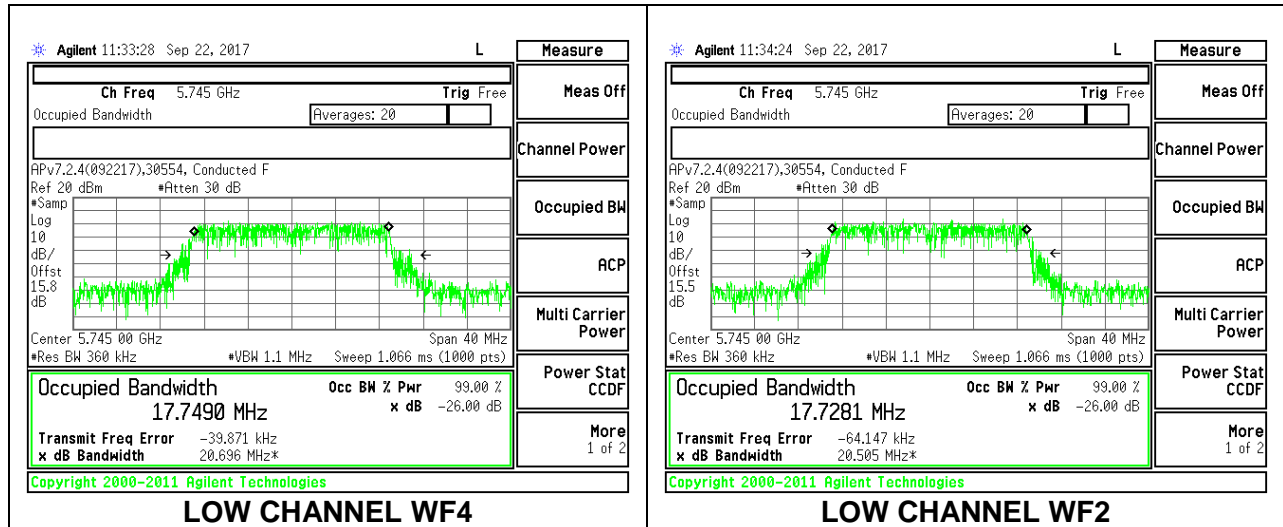 Agilent 11:33:28 Sep 22, 2017 L
Measure
Ch Freq 5.745 GHz Trig Free
Meas Off
Occupied Bandwidth Averages: 20
Channel Power
APv7.2.4(092217),30554, Conducted F
Ref 20 dBm #Atten 30 dB
#Samp
Log
10
dB/
Offst
15.8
dB
Occupied BW
ACP
Multi Carrier
Power
Center 5.745 00 GHz Span 40 MHz
#Res BW 360 kHz #VBW 1.1 MHz Sweep 1.066 ms (1000 pts)
Power Stat
CCDF
Occupied Bandwidth Occ BW % Pwr 99.00 %
17.7490 MHz x dB -26.00 dB
Transmit Freq Error -39.871 kHz
x dB Bandwidth 20.696 MHz*
More
1 of 2
Copyright 2000-2011 Agilent Technologies
LOW CHANNEL WF4
Agilent 11:34:24 Sep 22, 2017 L
Measure
Ch Freq 5.745 GHz Trig Free
Meas Off
Occupied Bandwidth Averages: 20
Channel Power
APv7.2.4(092217),30554, Conducted F
Ref 20 dBm #Atten 30 dB
#Samp
Log
10
dB/
Offst
15.5
dB
Occupied BW
ACP
Multi Carrier
Power
Center 5.745 00 GHz Span 40 MHz
#Res BW 360 kHz #VBW 1.1 MHz Sweep 1.066 ms (1000 pts)
Power Stat
CCDF
Occupied Bandwidth Occ BW % Pwr 99.00 %
17.7281 MHz x dB -26.00 dB
Transmit Freq Error -64.147 kHz
x dB Bandwidth 20.505 MHz*
More
1 of 2
Copyright 2000-2011 Agilent Technologies
LOW CHANNEL WF2